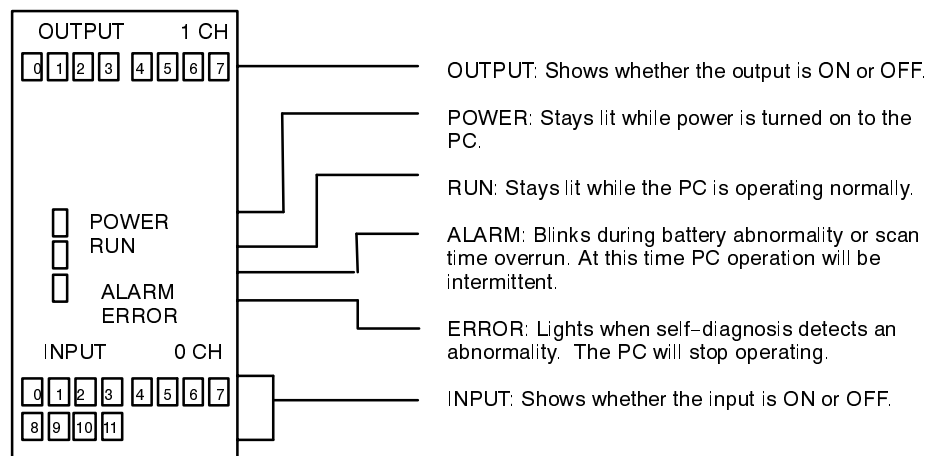 OUTPUT 1 CH
0 1 2 3 4 5 6 7
POWER
RUN
ALARM
ERROR
INPUT 0 CH
0 1 2 3 4 5 6 7
8 9 10 11
OUTPUT: Shows whether the output is ON or OFF.
POWER: Stays lit while power is turned on to the
PC.
RUN: Stays lit while the PC is operating normally.
ALARM: Blinks during battery abnormality or scan
time overrun. At this time PC operation will be
intermittent.
ERROR: Lights when self–diagnosis detects an
abnormality. The PC will stop operating.
INPUT: Shows whether the input is ON or OFF.